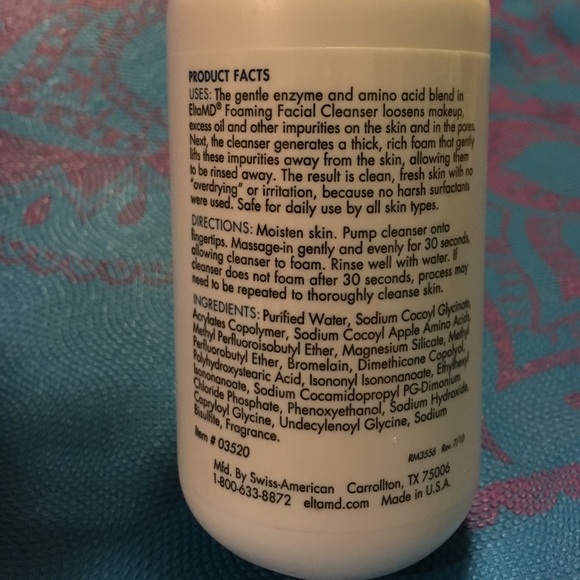 PRODUCT FACTS
USES: The gentle enzyme and amino acid blend in
EltaMD® Foaming Facial Cleanser loosens makeup,
excess oil and other impurities on the skin and in the pores.
Next, the cleanser generates a thick, rich foam that gently
lifts these impurities away from the skin, allowing them
to be rinsed away. The result is clean, fresh skin with no
"overdrying" or irritation, because no harsh surfactants
were used. Safe for daily use by all skin types.
DIRECTIONS: Moisten skin. Pump cleanser onto
fingertips. Massage-in gently and evenly for 30 seconds,
allowing cleanser to foam. Rinse well with water. If
cleanser does not foam after 30 seconds, process may
need to be repeated to thoroughly cleanse skin.
INGREDIENTS: Purified Water, Sodium Cocoyl Glycinate,
Acrylates Copolymer, Sodium Cocoyl Apple Amino Acids,
Methyl Perfluoroisobutyl Ether, Magnesium Silicate, Methyl
Perfluorobutyl Ether, Bromelain, Dimethicone Copolyol,
Polyhydroxystearic Acid, Isononyl Isononanoate, Ethylhexyl
Isononanoate, Sodium Cocamidopropyl PG-Dimonium
Chloride Phosphate, Phenoxyethanol, Sodium Hydroxide,
Capryloyl Glycine, Undecylenoyl Glycine, Sodium
Bisulfite, Fragrance.
Item # 03520
RM3556 Rev. 7/10
Mfd. By Swiss-American Carrollton, TX 75006
1-800-633-8872 eltamd.com Made in U.S.A.